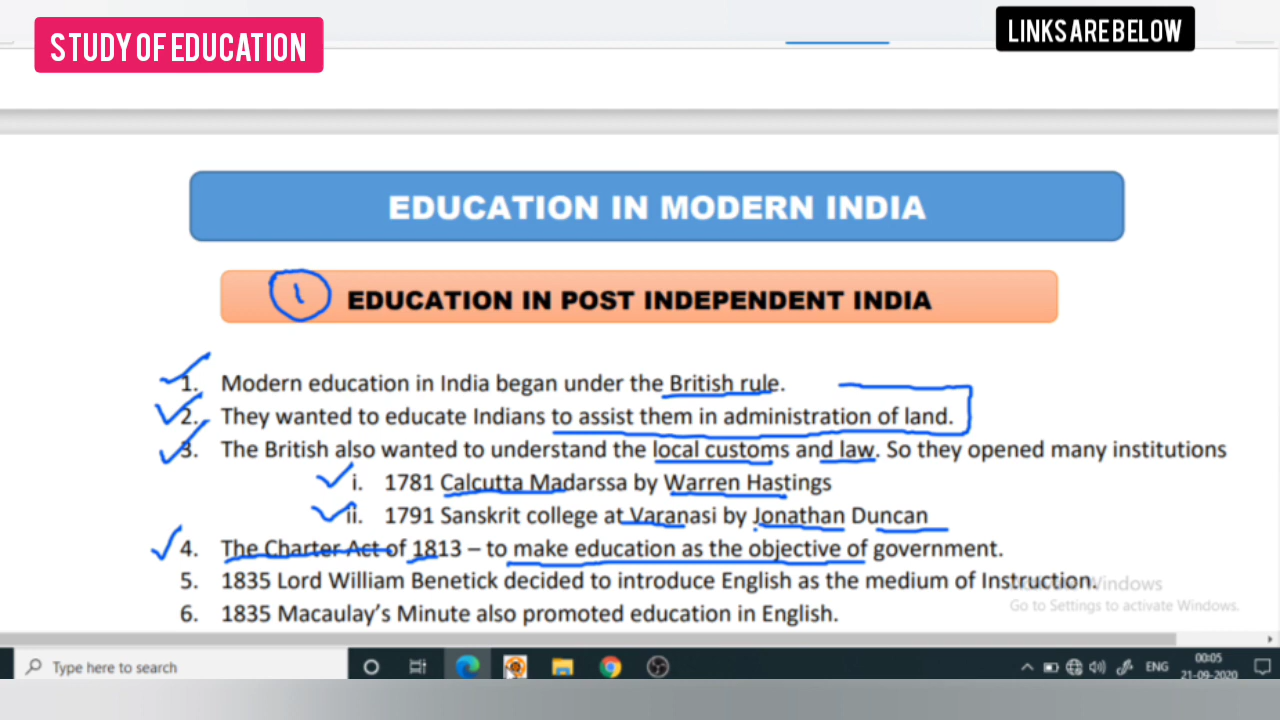 STUDY OF EDUCATION
LINKS ARE BELOW
EDUCATION IN MODERN INDIA
1 EDUCATION IN POST INDEPENDENT INDIA
1. Modern education in India began under the British rule.
2. They wanted to educate Indians to assist them in administration of land.
3. The British also wanted to understand the local customs and law. So they opened many institutions
i. 1781 Calcutta Madarssa by Warren Hastings
ii. 1791 Sanskrit college at Varanasi by Jonathan Duncan
4. The Charter Act of 1813 – to make education as the objective of government.
5. 1835 Lord William Benetick decided to introduce English as the medium of Instruction.
Activate Windows
Go to Settings to activate Windows.
6. 1835 Macaulay's Minute also promoted education in English.
Type here to search
ENG
00:05
21-09-2020